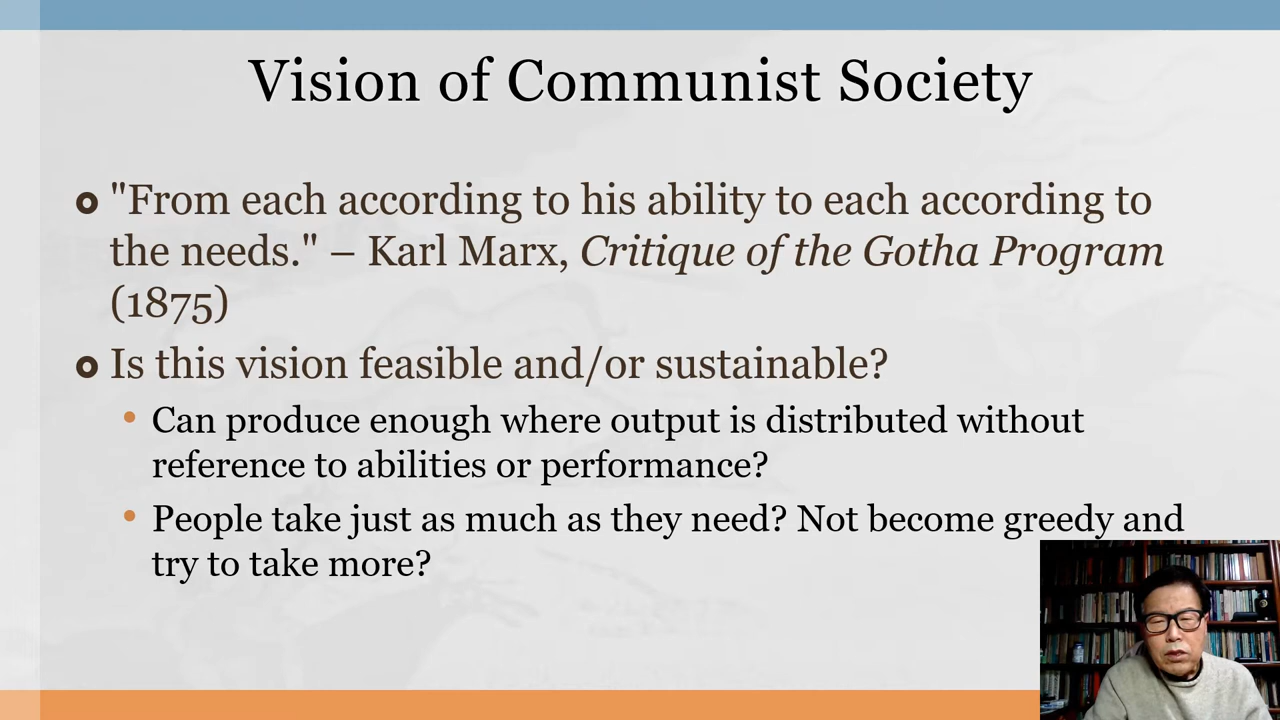 Vision of Communist Society
"From each according to his ability to each according to
the needs." – Karl Marx, Critique of the Gotha Program
(1875)
Is this vision feasible and/or sustainable?
Can produce enough where output is distributed without
reference to abilities or performance?
People take just as much as they need? Not become greedy and
try to take more?